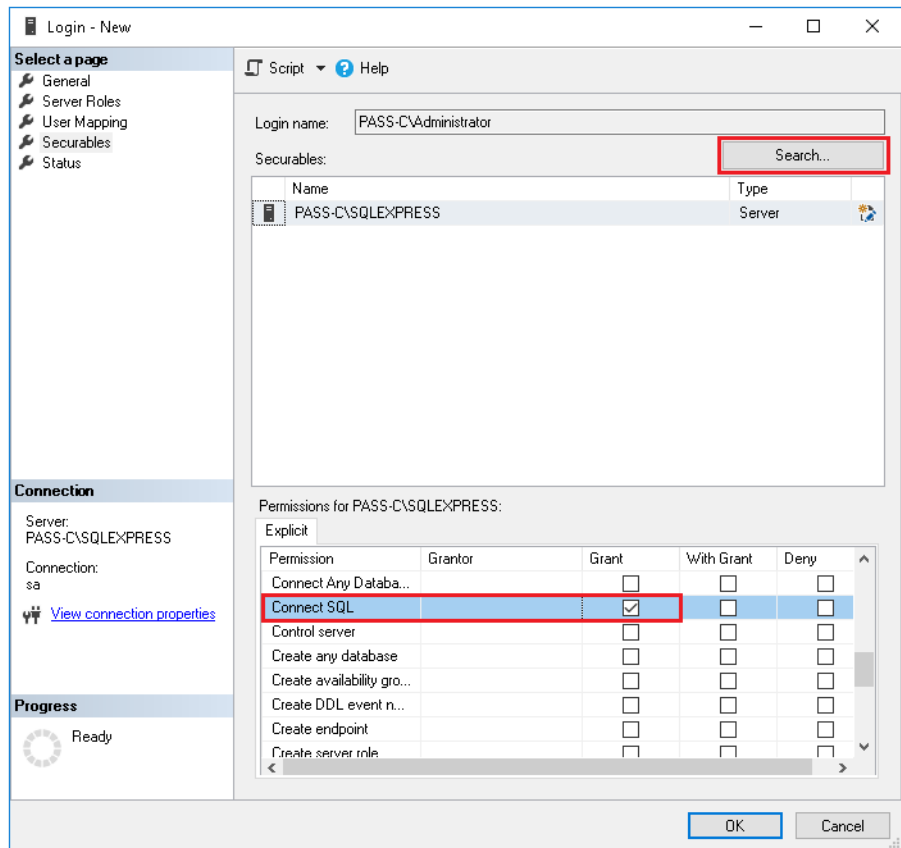 Login - New
Select a page
General
Server Roles
User Mapping
Securables
Status
Script Help
Login name: PASS-C\Administrator
Securables: Search...
Name Type
PASS-C\SQLEXPRESS Server
Connection
Server:
PASS-C\SQLEXPRESS
Connection:
sa
View connection properties
Progress
Ready
Permissions for PASS-C\SQLEXPRESS:
Explicit
Permission Grantor Grant With Grant Deny
Connect Any Databa...
Connect SQL
Control server
Create any database
Create availability gro...
Create DDL event n...
Create endpoint
Create server role
OK Cancel